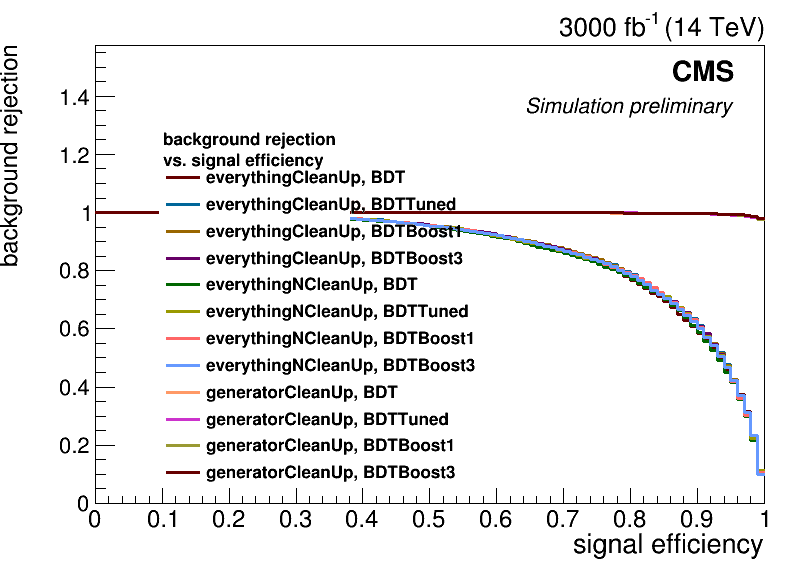 3000 fb-1 (14 TeV)
CMS
Simulation preliminary
background rejection
1.4
1.2
1
0.8
0.6
0.4
0.2
0
background rejection
vs. signal efficiency
everythingCleanUp, BDT
everythingCleanUp, BDTTuned
everythingCleanUp, BDTBoost1
everythingCleanUp, BDTBoost3
everythingNCleanUp, BDT
everythingNCleanUp, BDTTuned
everythingNCleanUp, BDTBoost1
everythingNCleanUp, BDTBoost3
generatorCleanUp, BDT
generatorCleanUp, BDTTuned
generatorCleanUp, BDTBoost1
generatorCleanUp, BDTBoost3
0 0.1 0.2 0.3 0.4 0.5 0.6 0.7 0.8 0.9 1
signal efficiency